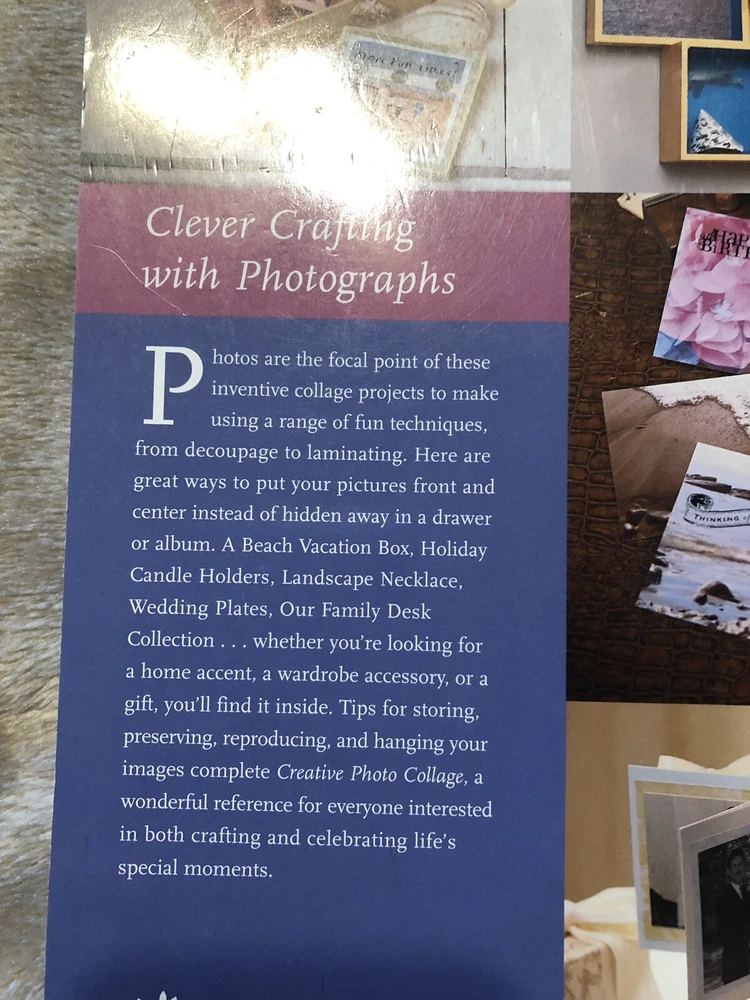 Clever Crafting
with Photographs
Photos are the focal point of these
inventive collage projects to make
using a range of fun techniques,
from decoupage to laminating. Here are
great ways to put your pictures front and
center instead of hidden away in a drawer
or album. A Beach Vacation Box, Holiday
Candle Holders, Landscape Necklace,
Wedding Plates, Our Family Desk
Collection . . . whether you're looking for
a home accent, a wardrobe accessory, or a
gift, you'll find it inside. Tips for storing,
preserving, reproducing, and hanging your
images complete Creative Photo Collage, a
wonderful reference for everyone interested
in both crafting and celebrating life's
special moments.
THINKING